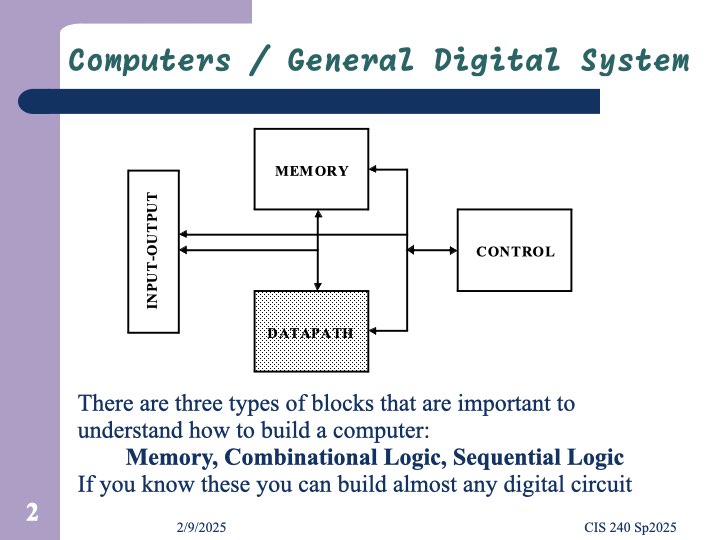 Computers / General Digital System
MEMORY
INPUT-OUTPUT
CONTROL
DATAPATH
There are three types of blocks that are important to
understand how to build a computer:
Memory, Combinational Logic, Sequential Logic
If you know these you can build almost any digital circuit
2
2/9/2025
CIS 240 Sp2025